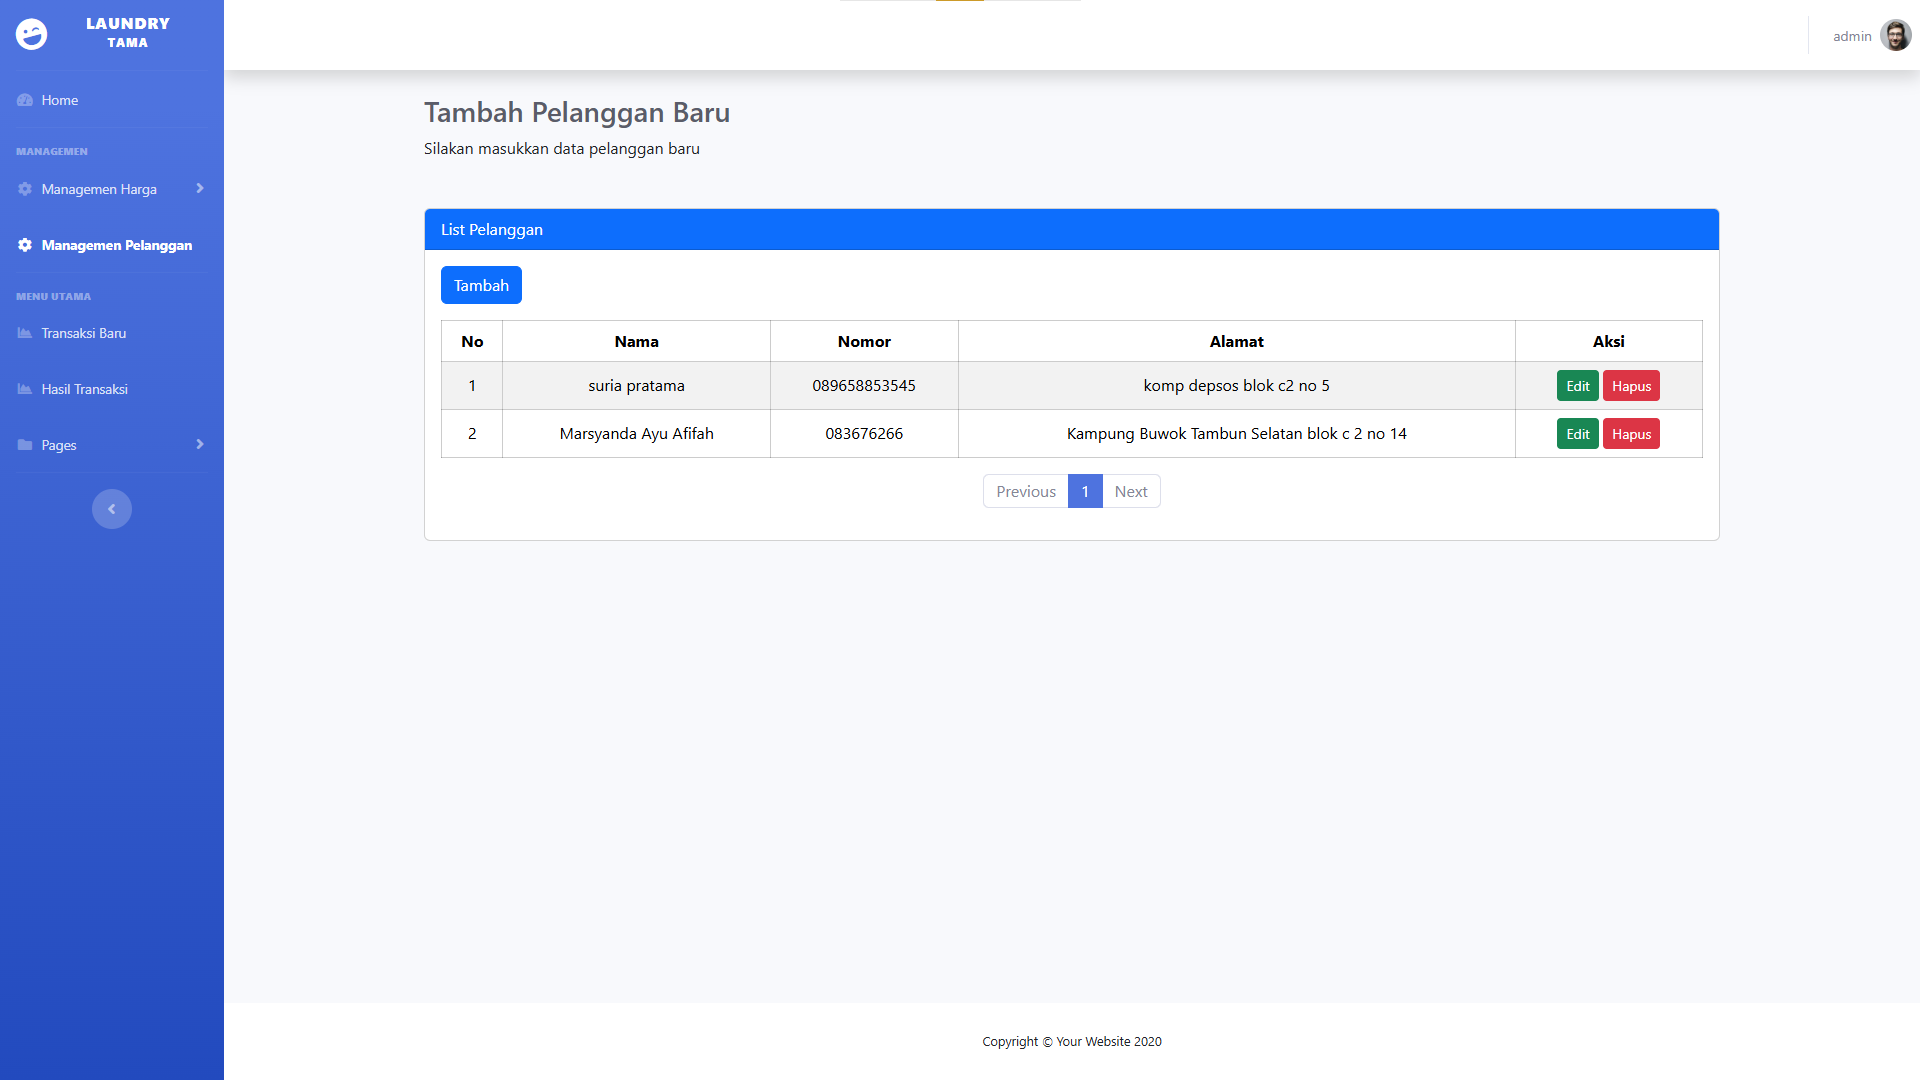 LAUNDRY
TAMA
admin
Home
MANAGEMEN
Managemen Harga
Managemen Pelanggan
MENU UTAMA
Transaksi Baru
Hasil Transaksi
Pages
Tambah Pelanggan Baru
Silakan masukkan data pelanggan baru
List Pelanggan
Tambah
No Nama Nomor Alamat Aksi
1 suria pratama 089658853545 komp depsos blok c2 no 5 Edit Hapus
2 Marsyanda Ayu Afifah 083676266 Kampung Buwok Tambun Selatan blok c 2 no 14 Edit Hapus
Previous 1 Next
Copyright © Your Website 2020